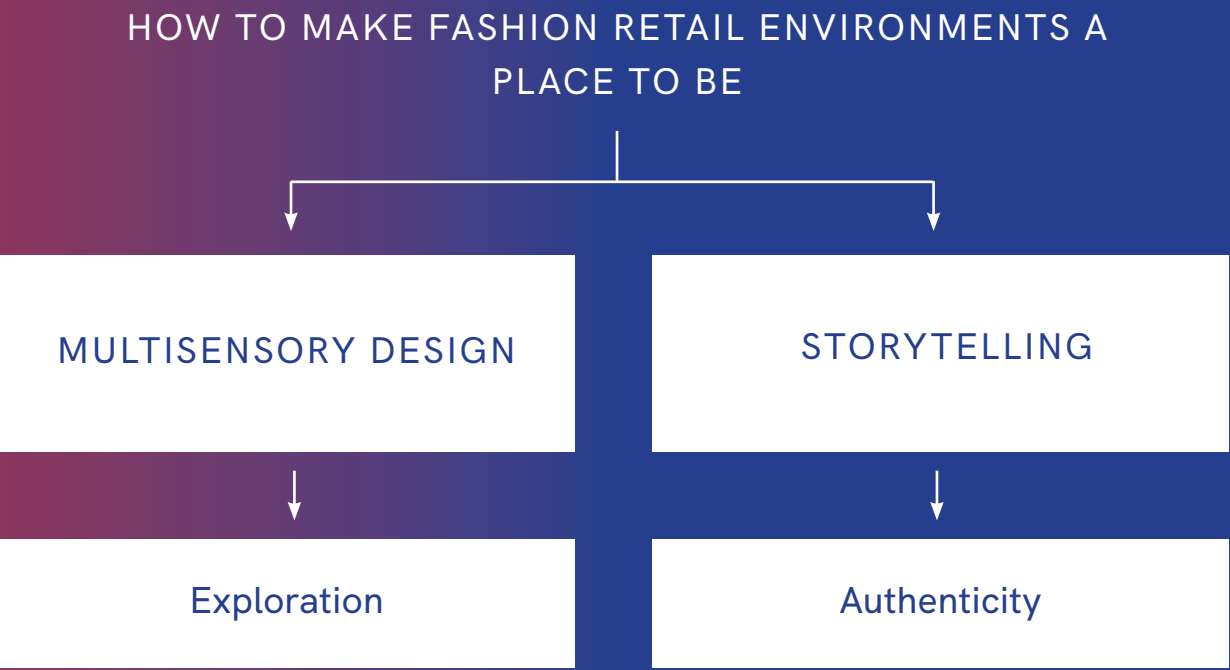 HOW TO MAKE FASHION RETAIL ENVIRONMENTS A
PLACE TO BE
MULTISENSORY DESIGN
STORYTELLING
Exploration
Authenticity